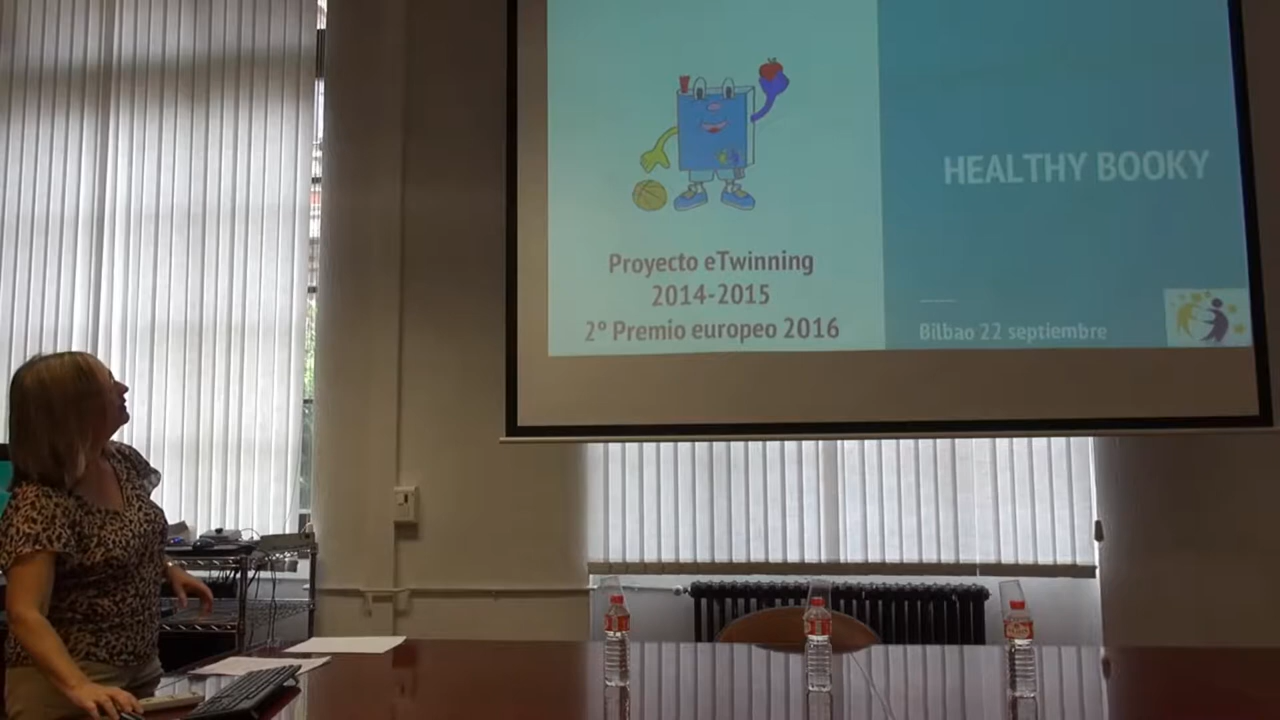 Proyecto eTwinning
2014-2015
2º Premio europeo 2016
HEALTHY BOOKY
Bilbao 22 septiembre